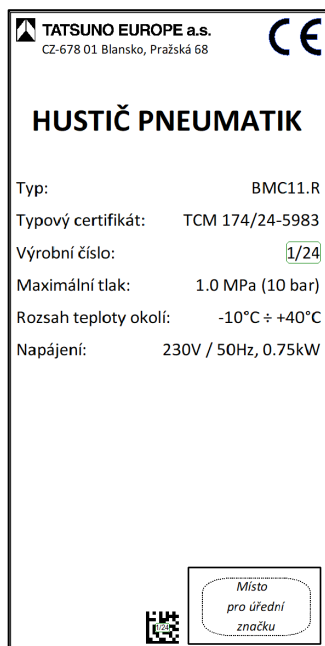 TATSUNO EUROPE a.s.
CZ-678 01 Blansko, Pražská 68
CE
HUSTIČ PNEUMATIK
Typ: BMC11.R
Typový certifikát: TCM 174/24-5983
Výrobní číslo: 1/24
Maximální tlak: 1.0 MPa (10 bar)
Rozsah teploty okolí: -10°C ÷ +40°C
Napájení: 230V / 50Hz, 0.75kW
1/24
Místo
pro úřední
značku